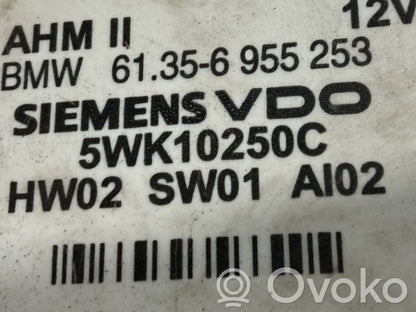 AHM II 12V
BMW 61.35-6 955 253
SIEMENS VDO
5WK10250C
HW02 SW01 AI02
Ovoko